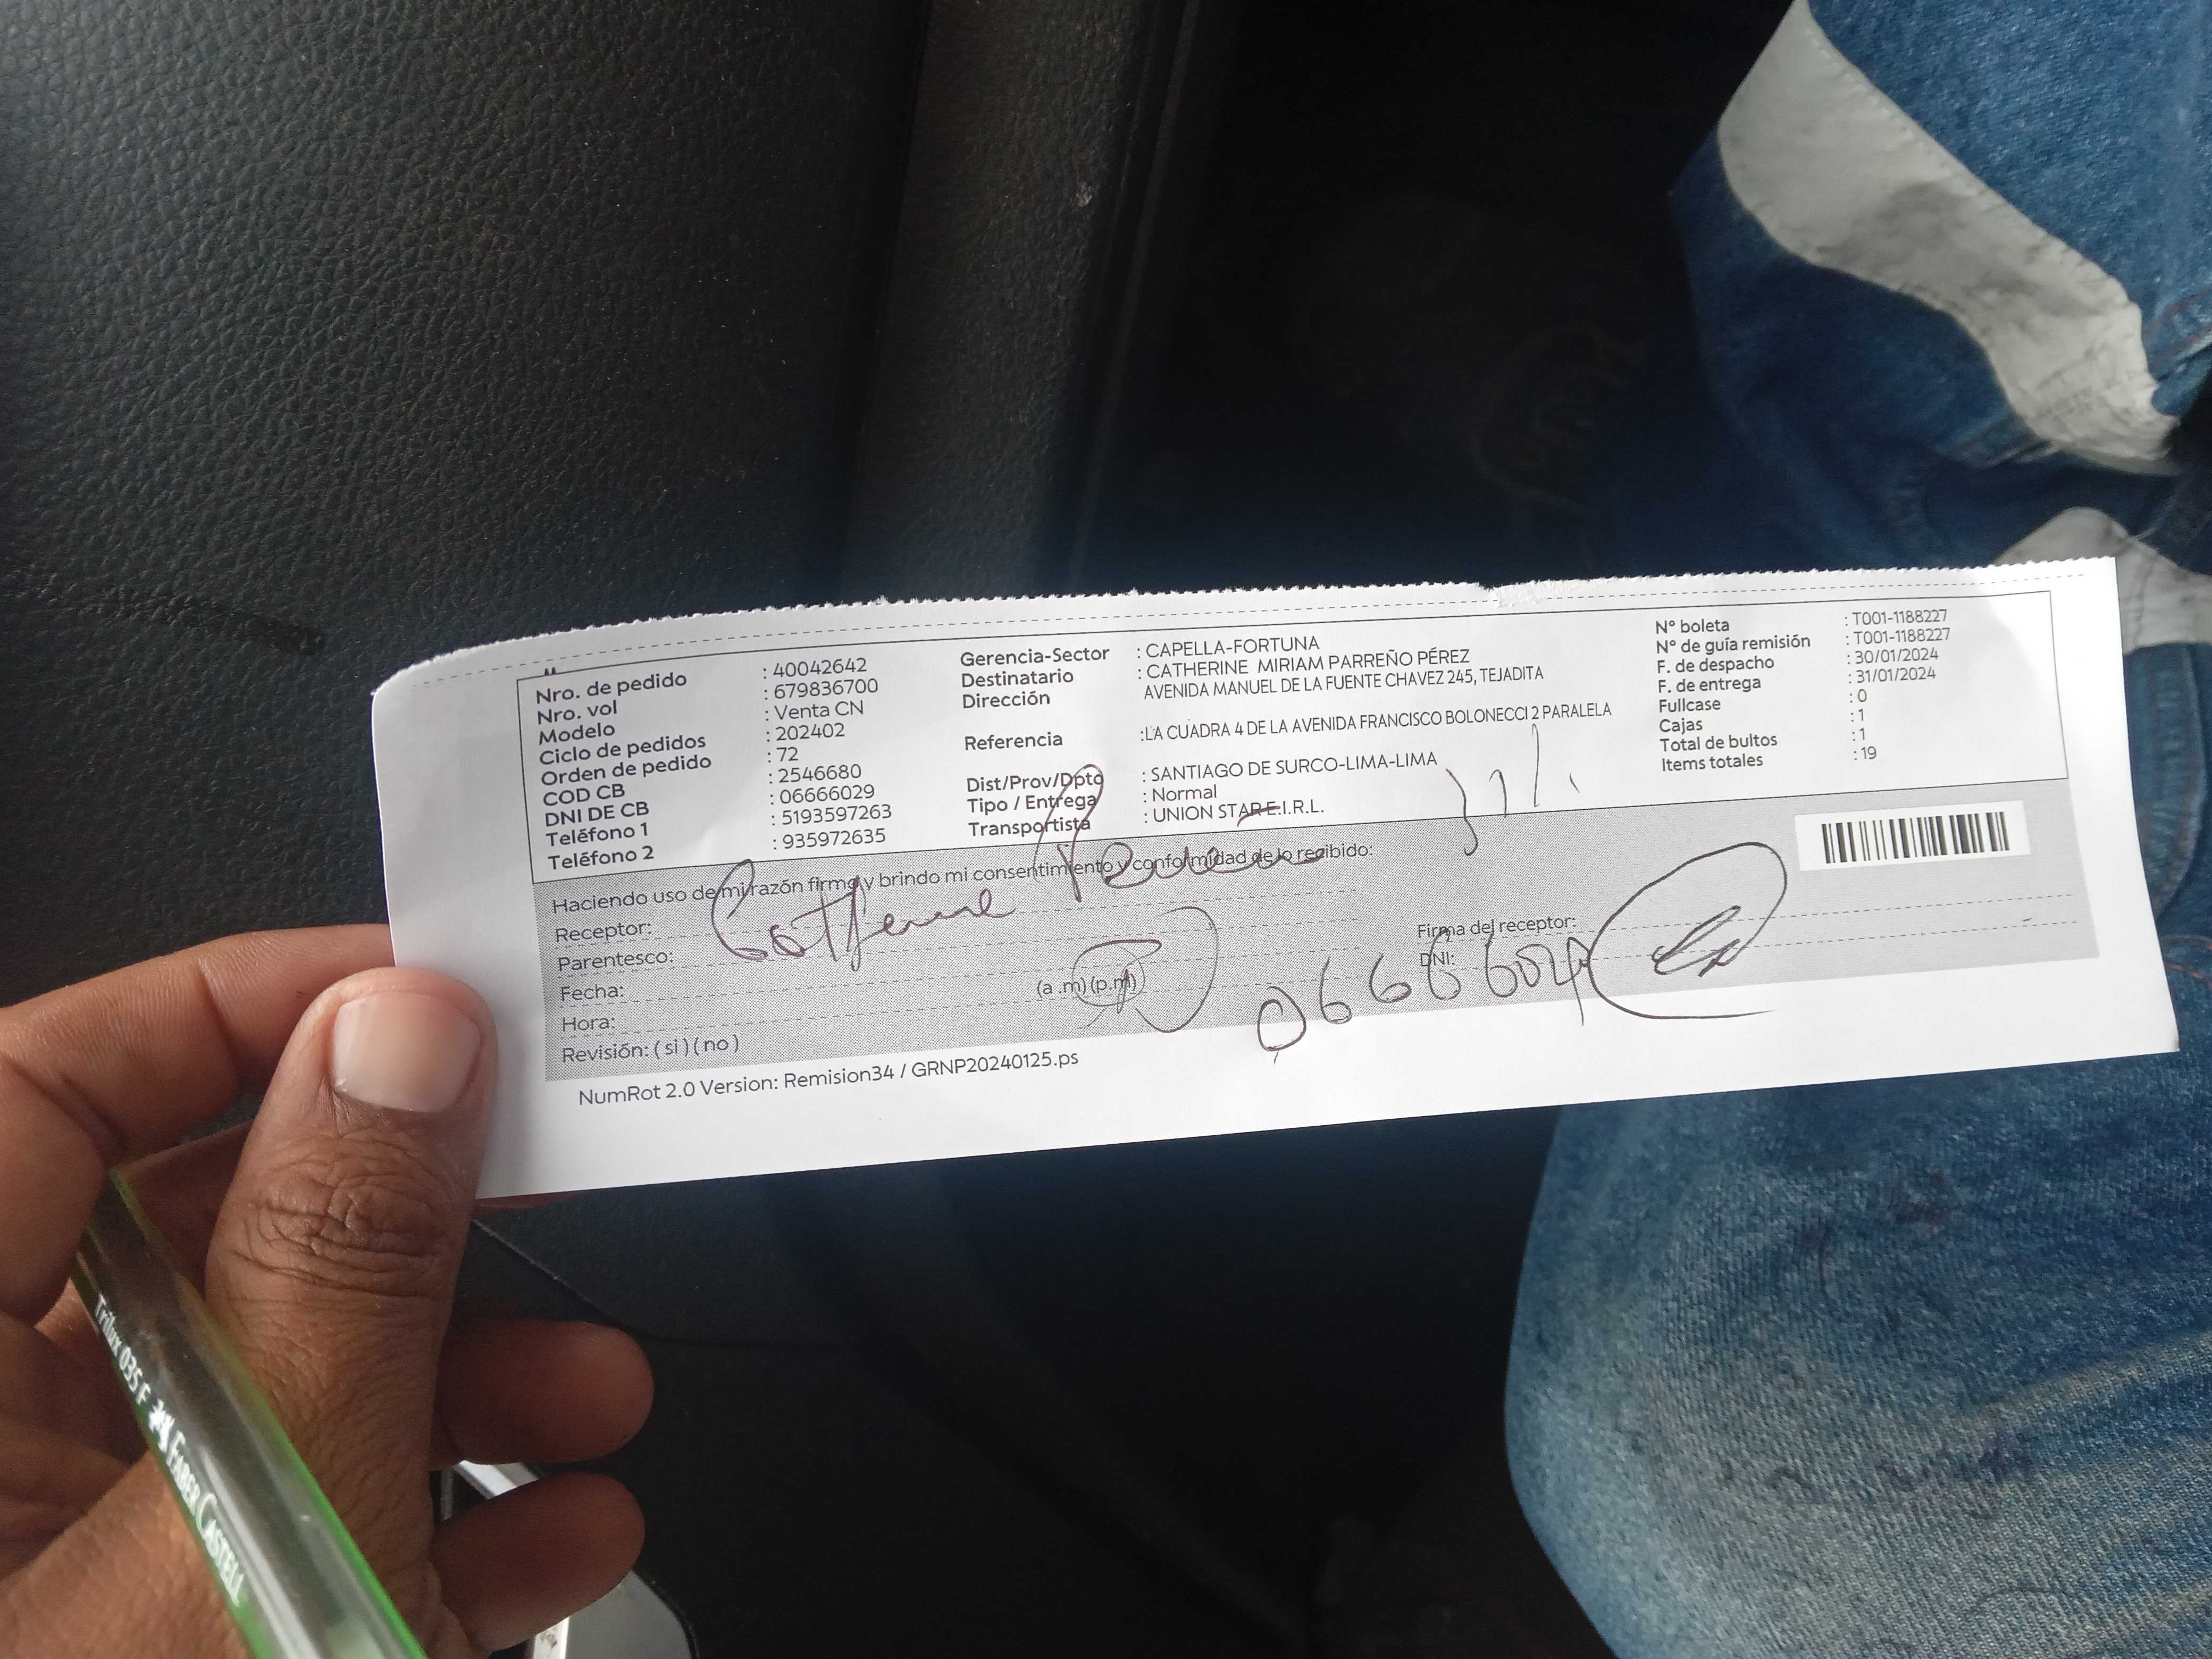 Nro. de pedido : 40042642
Nro. vol : 679836700
Modelo : Venta CN
Ciclo de pedidos : 202402
Orden de pedido : 72
COD CB : 2546680
DNI DE CB : 06666029
Teléfono 1 : 5193597263
Teléfono 2 : 935972635
Gerencia-Sector : CAPELLA-FORTUNA
Destinatario : CATHERINE MIRIAM PARREÑO PÉREZ
Dirección AVENIDA MANUEL DE LA FUENTE CHAVEZ 245, TEJADITA
Referencia :LA CUADRA 4 DE LA AVENIDA FRANCISCO BOLONECCI 2 PARALELA
Dist/Prov/Dpto : SANTIAGO DE SURCO-LIMA-LIMA
Tipo / Entrega : Normal
Transportista : UNION STAR E.I.R.L.
N° boleta : T001-1188227
N° de guía remisión : T001-1188227
F. de despacho : 30/01/2024
F. de entrega : 31/01/2024
Fullcase : 0
Cajas : 1
Total de bultos : 1
Items totales : 19
Haciendo uso de mi razón firmo y brindo mi consentimiento y conformidad de lo recibido:
Receptor:
Parentesco:
Fecha:
Hora: (a .m) (p.m)
Revisión: ( si ) ( no )
Firma del receptor:
DNI:
NumRot 2.0 Version: Remision34 / GRNP20240125.ps
Trilux 035 F FABER CASTELL